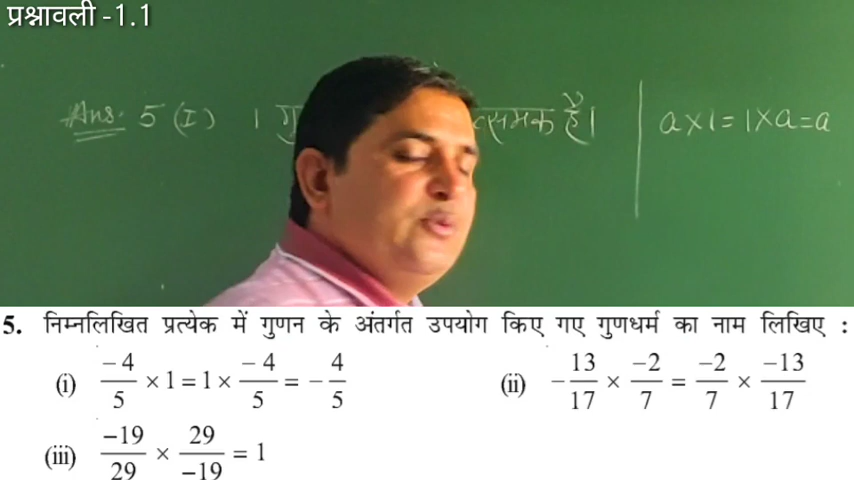 प्रश्नावली -1.1
Ans. 5 (I) 1 त्समक है। a×1=1×a=a
5. निम्नलिखित प्रत्येक में गुणन के अंतर्गत उपयोग किए गए गुणधर्म का नाम लिखिए :
(i) -4/5 × 1 = 1 × -4/5 = -4/5 (ii) -13/17 × -2/7 = -2/7 × -13/17
(iii) -19/29 × 29/-19 = 1